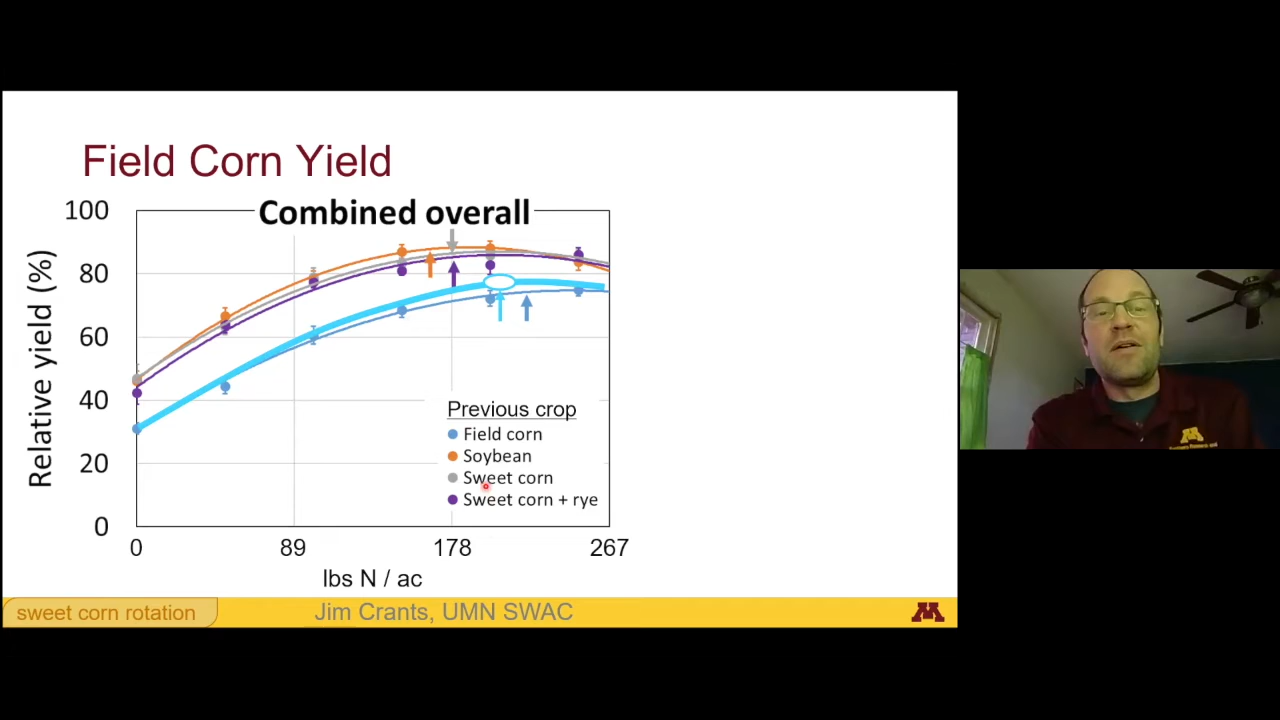 Field Corn Yield
Combined overall
Relative yield (%)
100
80
60
40
20
0
Previous crop
Field corn
Soybean
Sweet corn
Sweet corn + rye
0 89 178 267
lbs N / ac
sweet corn rotation
Jim Crants, UMN SWAC
M
M